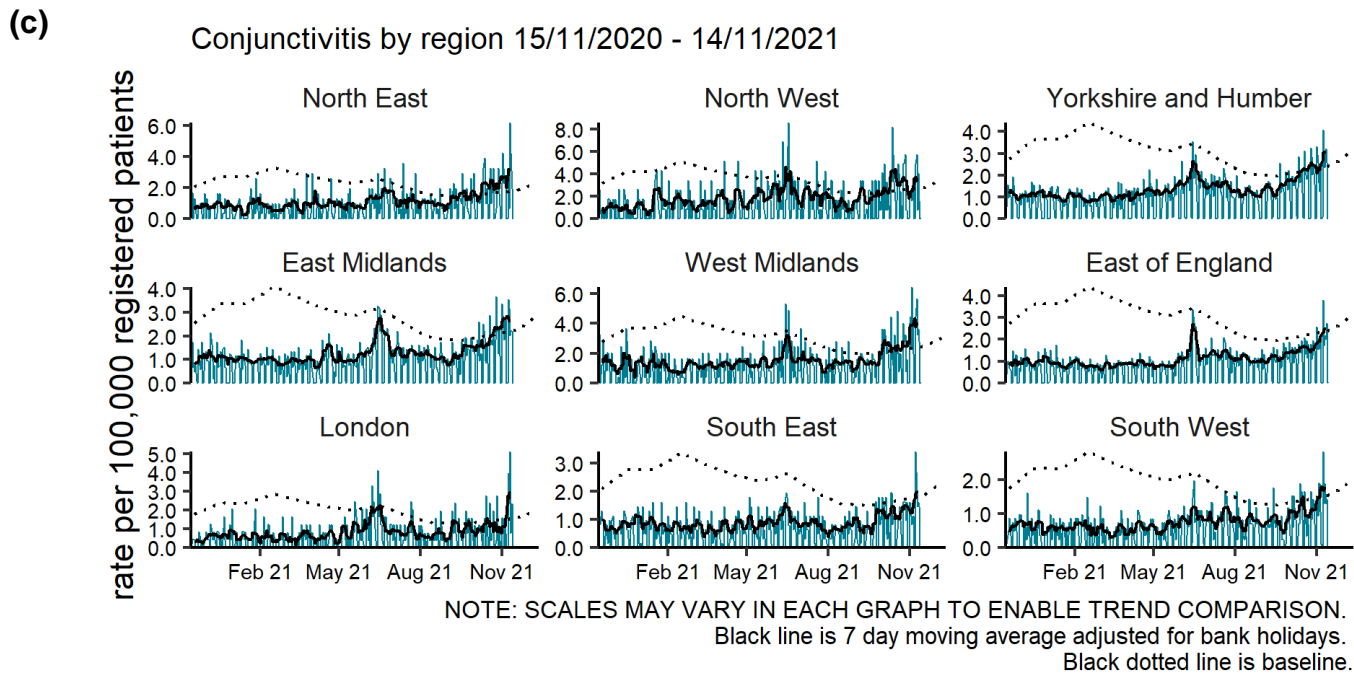 (c)
Conjunctivitis by region 15/11/2020 - 14/11/2021
rate per 100,000 registered patients
North East
6.0
4.0
2.0
0.0
North West
8.0
6.0
4.0
2.0
0.0
Yorkshire and Humber
4.0
3.0
2.0
1.0
0.0
East Midlands
4.0
3.0
2.0
1.0
0.0
West Midlands
6.0
4.0
2.0
0.0
East of England
4.0
3.0
2.0
1.0
0.0
London
5.0
4.0
3.0
2.0
1.0
0.0
Feb 21 May 21 Aug 21 Nov 21
South East
3.0
2.0
1.0
0.0
Feb 21 May 21 Aug 21 Nov 21
South West
2.0
1.0
0.0
Feb 21 May 21 Aug 21 Nov 21
NOTE: SCALES MAY VARY IN EACH GRAPH TO ENABLE TREND COMPARISON.
Black line is 7 day moving average adjusted for bank holidays.
Black dotted line is baseline.